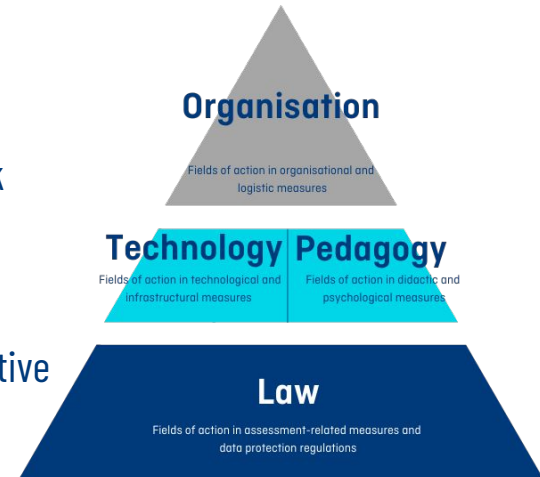 Organisation
Fields of action in organisational and
logistic measures
k
Technology Pedagogy
Fields of action in technological and
infrastructural measures
Fields of action in didactic and
psychological measures
tive
Law
Fields of action in assessment-related measures and
data protection regulations